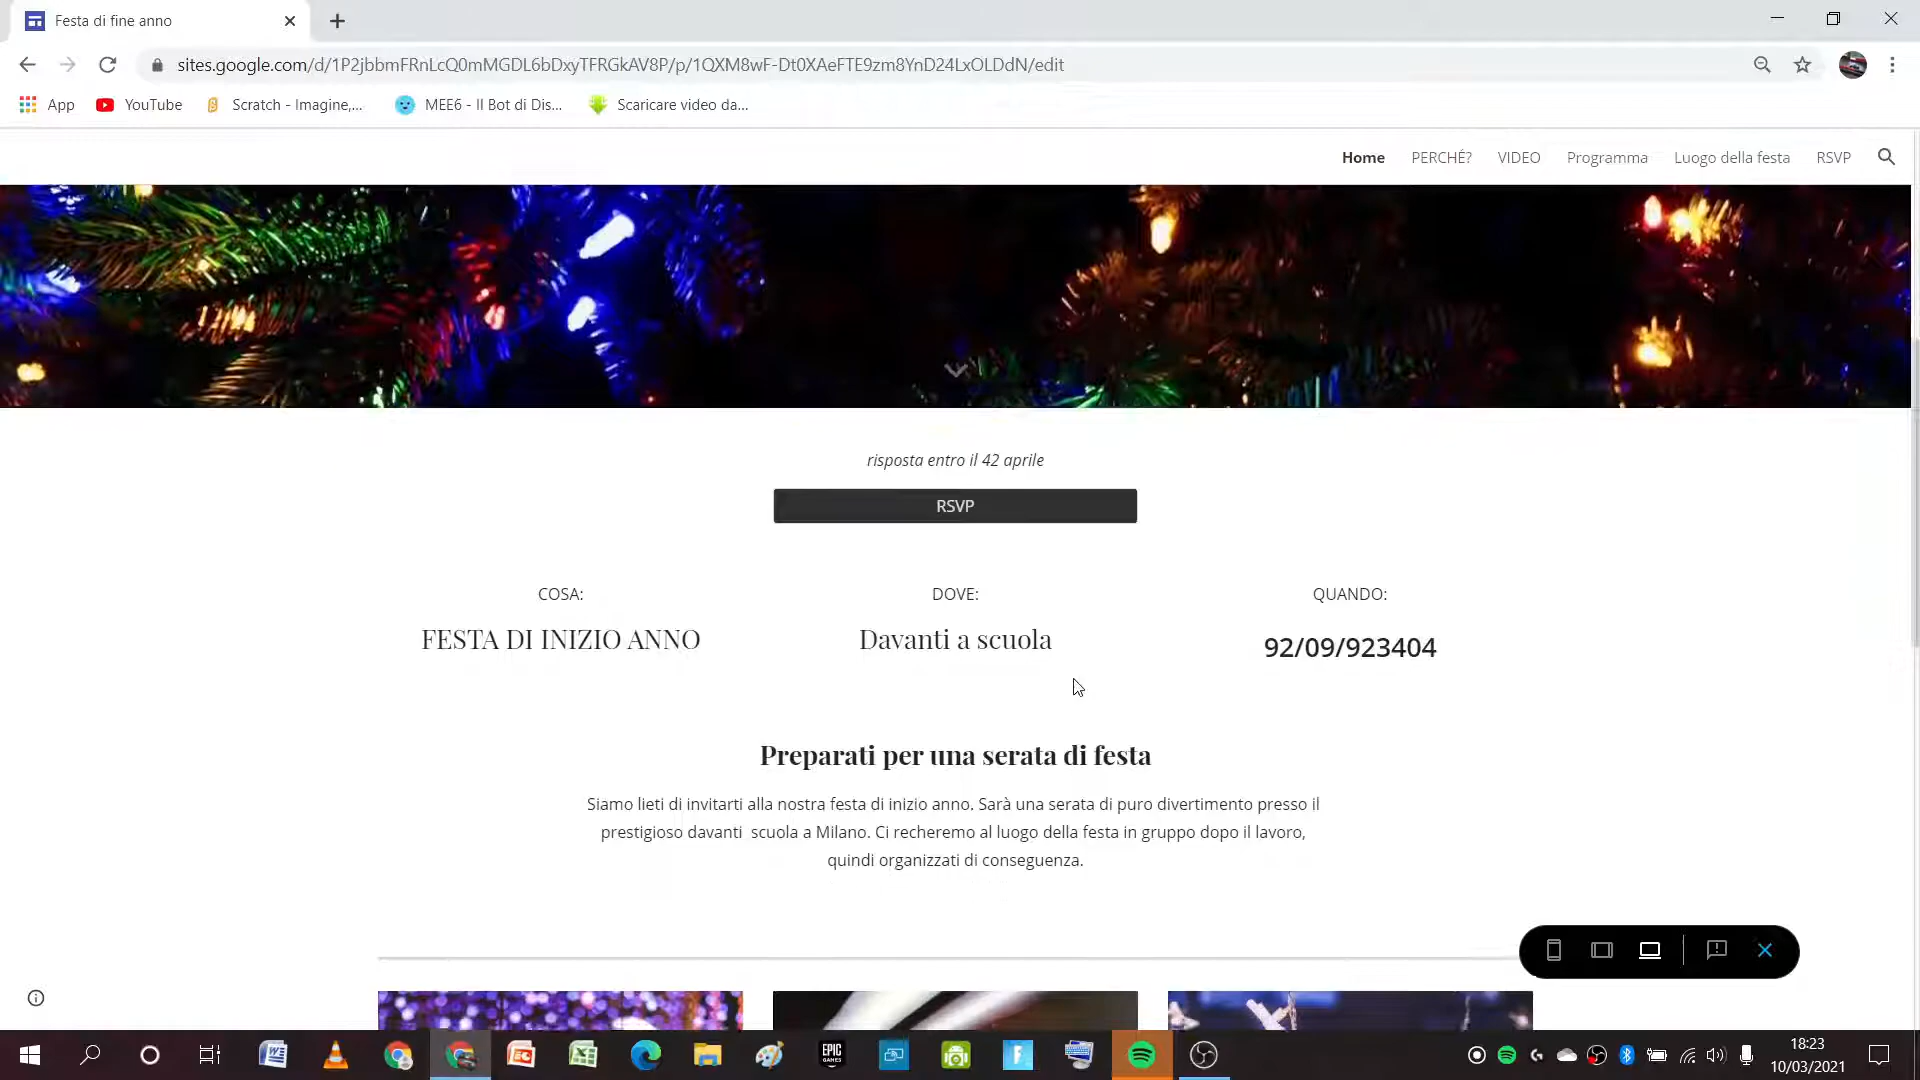 Festa di fine anno
sites.google.com/d/1P2jbbmFRnLcQ0mMGDL6bDxyTFRGkAV8P/p/1QXM8wF-Dt0XAeFTE9zm8YnD24LxOLDdN/edit
App YouTube Scratch - Imagine,... MEE6 - Il Bot di Dis... Scaricare video da...
Home PERCHÉ? VIDEO Programma Luogo della festa RSVP
risposta entro il 42 aprile
RSVP
COSA: DOVE: QUANDO:
FESTA DI INIZIO ANNO Davanti a scuola 92/09/923404
Preparati per una serata di festa
Siamo lieti di invitarti alla nostra festa di inizio anno. Sarà una serata di puro divertimento presso il
prestigioso davanti  scuola a Milano. Ci recheremo al luogo della festa in gruppo dopo il lavoro,
quindi organizzati di conseguenza.
EPIC
GAMES
18:23
10/03/2021